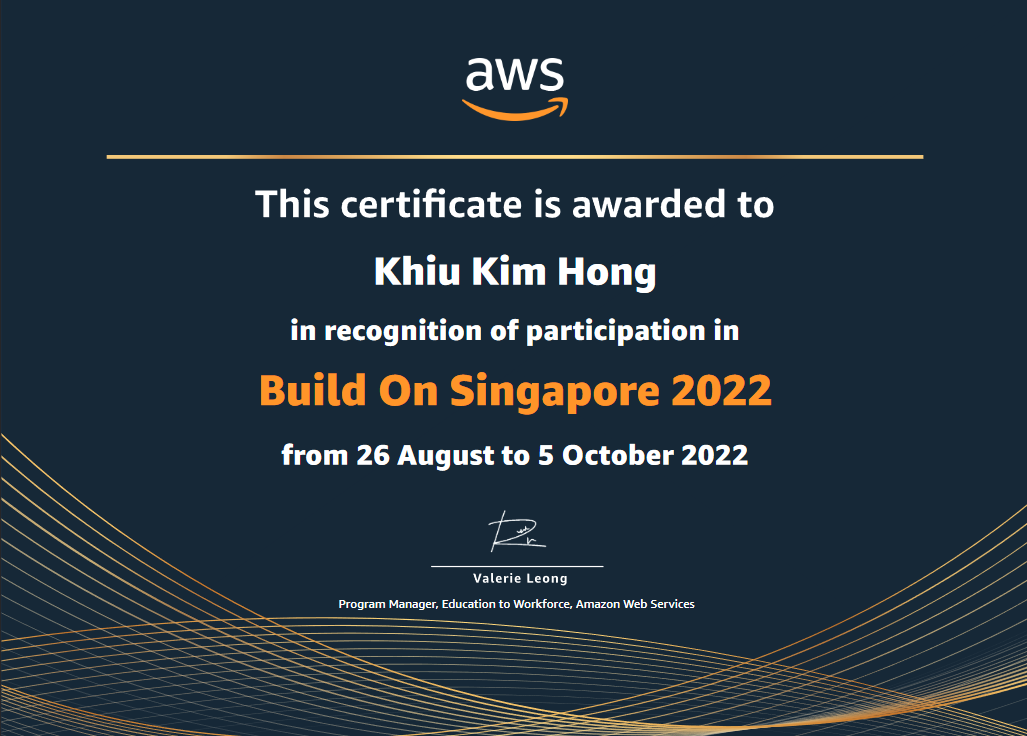 aws
This certificate is awarded to
Khiu Kim Hong
in recognition of participation in
Build On Singapore 2022
from 26 August to 5 October 2022
Valerie Leong
Program Manager, Education to Workforce, Amazon Web Services